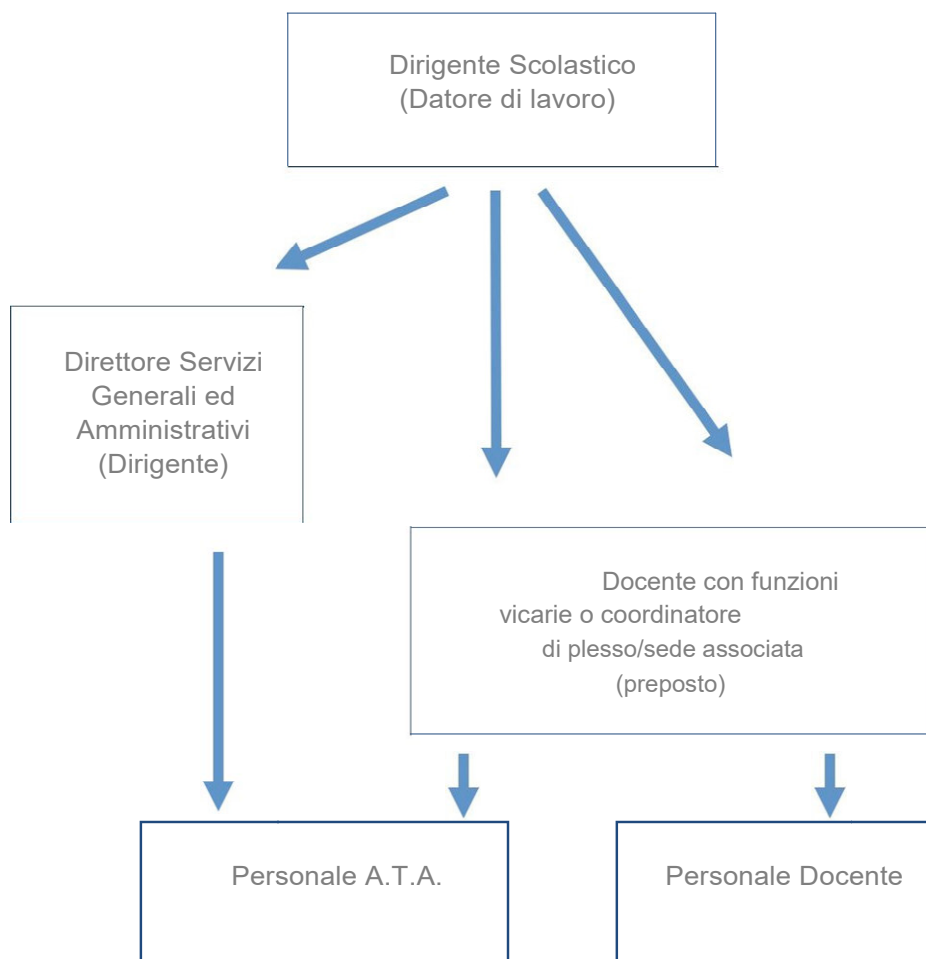 Dirigente Scolastico
(Datore di lavoro)
Direttore Servizi
Generali ed
Amministrativi
(Dirigente)
Docente con funzioni
vicarie o coordinatore
di plesso/sede associata
(preposto)
Personale A.T.A.
Personale Docente